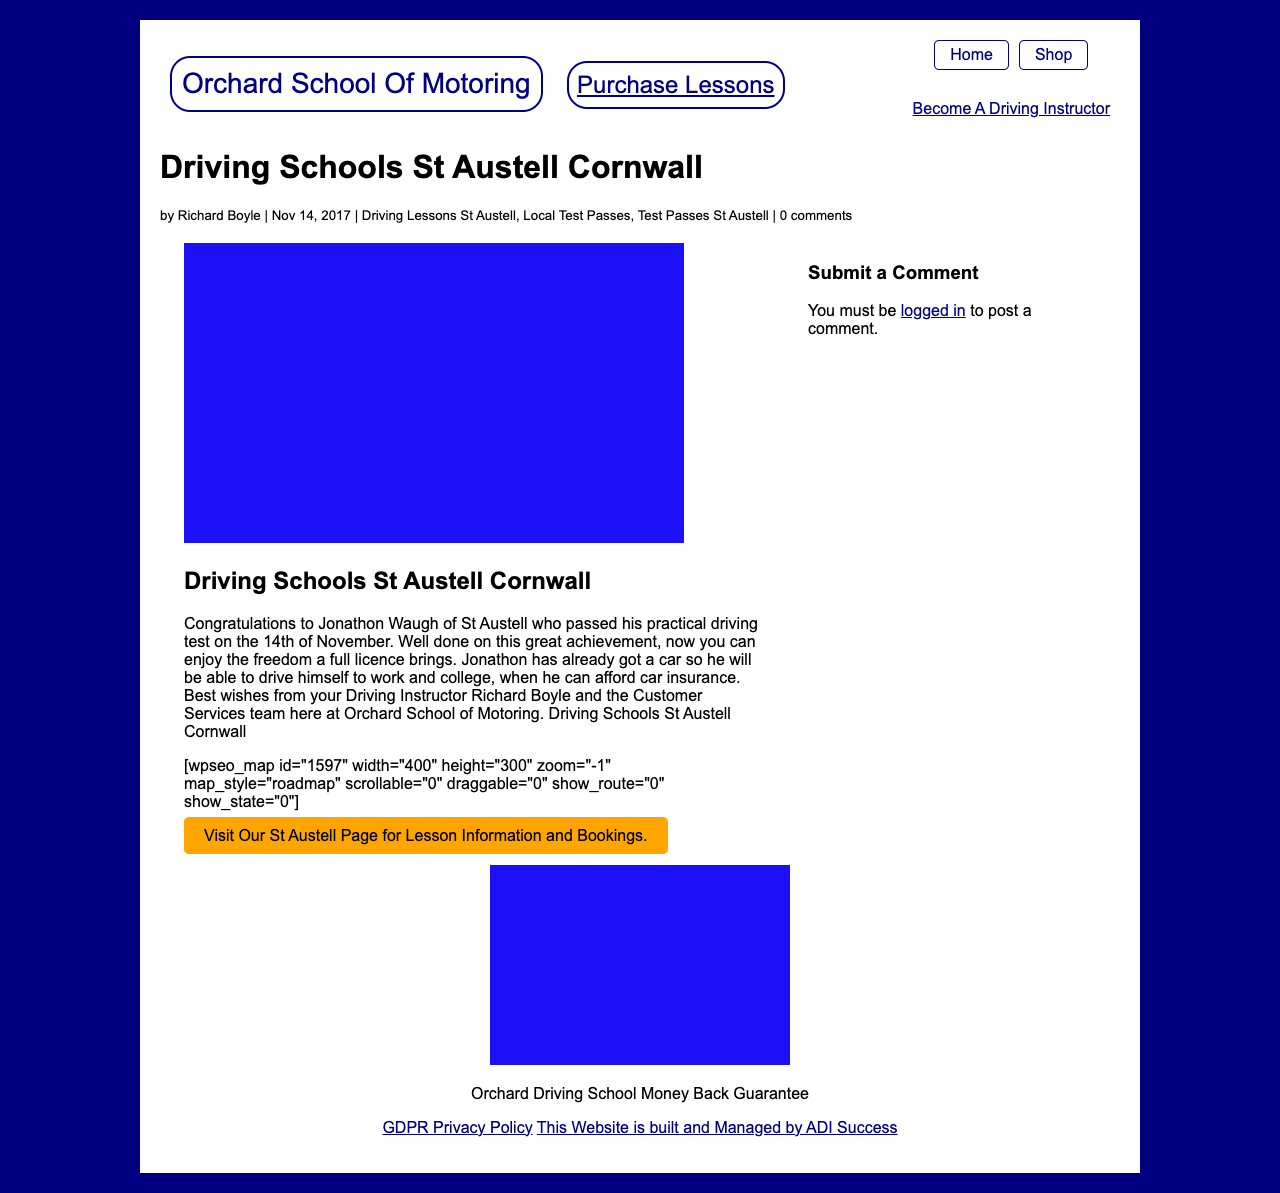 Orchard School Of Motoring
Purchase Lessons
Home
Shop
Become A Driving Instructor
Driving Schools St Austell Cornwall
by Richard Boyle | Nov 14, 2017 | Driving Lessons St Austell, Local Test Passes, Test Passes St Austell | 0 comments
Driving Schools St Austell Cornwall
Congratulations to Jonathon Waugh of St Austell who passed his practical driving
test on the 14th of November. Well done on this great achievement, now you can
enjoy the freedom a full licence brings. Jonathon has already got a car so he will
be able to drive himself to work and college, when he can afford car insurance.
Best wishes from your Driving Instructor Richard Boyle and the Customer
Services team here at Orchard School of Motoring. Driving Schools St Austell
Cornwall
[wpseo_map id="1597" width="400" height="300" zoom="-1"
map_style="roadmap" scrollable="0" draggable="0" show_route="0"
show_state="0"]
Visit Our St Austell Page for Lesson Information and Bookings.
Submit a Comment
You must be logged in to post a
comment.
Orchard Driving School Money Back Guarantee
GDPR Privacy Policy This Website is built and Managed by ADI Success